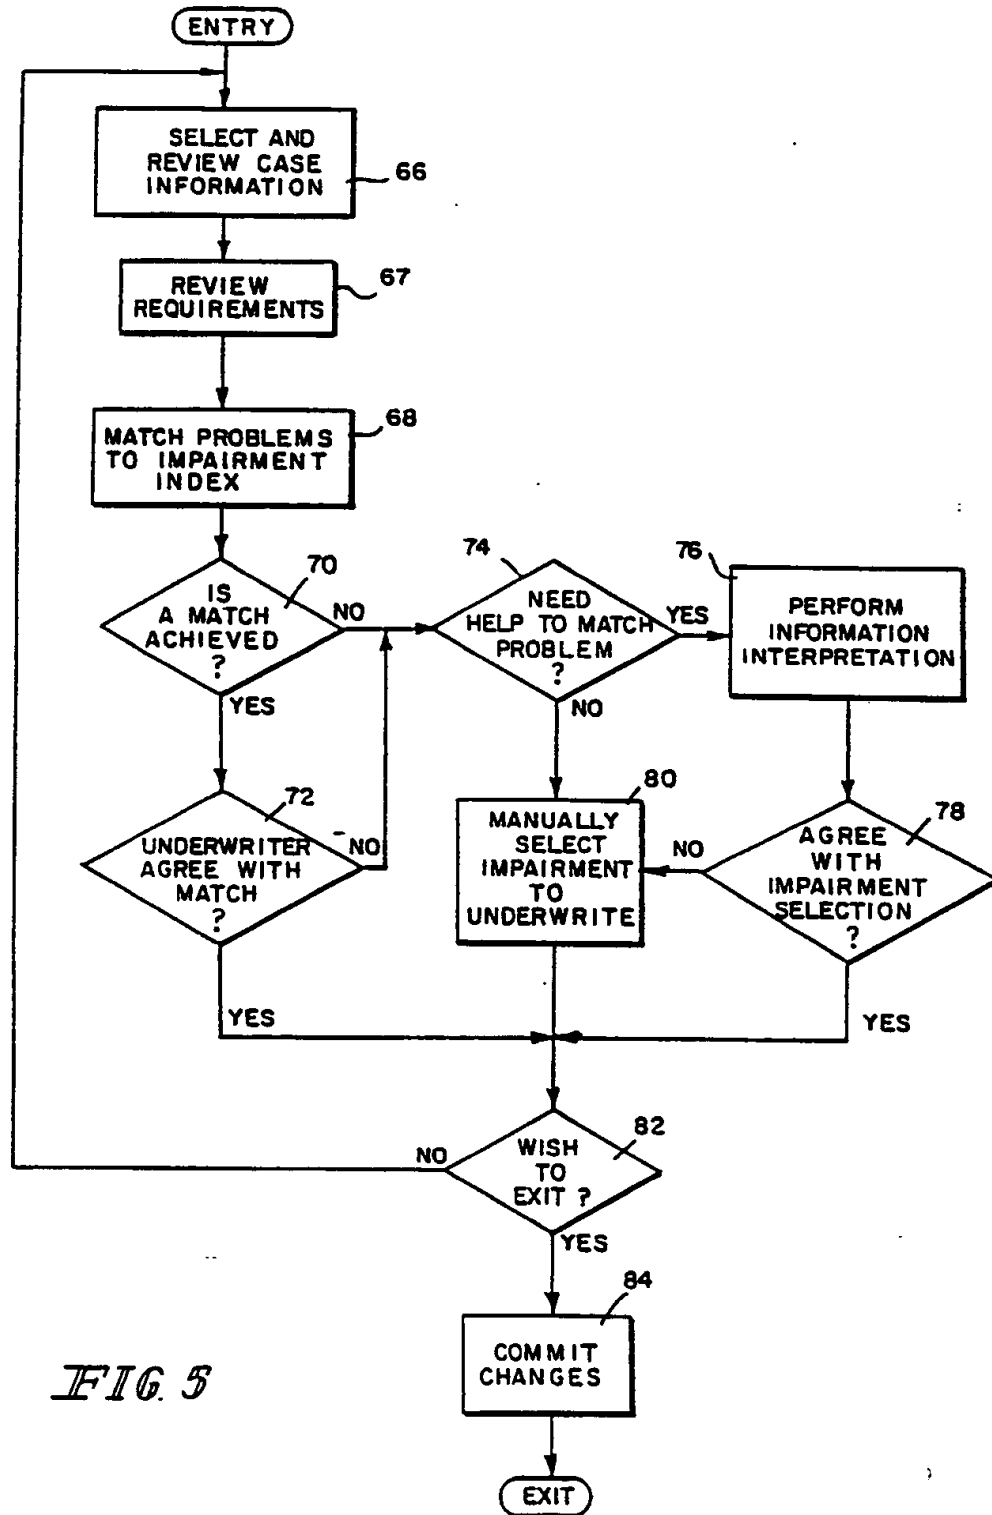 ENTRY
SELECT AND
REVIEW CASE
INFORMATION
66
REVIEW
REQUIREMENTS
67
MATCH PROBLEMS
TO IMPAIRMENT
INDEX
68
IS
A MATCH
ACHIEVED
?
70
NO
YES
NEED
HELP TO MATCH
PROBLEM
?
74
YES
NO
76
PERFORM
INFORMATION
INTERPRETATION
UNDERWRITER
AGREE WITH
MATCH
?
72
NO
YES
MANUALLY
SELECT
IMPAIRMENT
TO
UNDERWRITE
80
AGREE
WITH
IMPAIRMENT
SELECTION
?
78
NO
YES
WISH
TO
EXIT ?
82
NO
YES
COMMIT
CHANGES
84
EXIT
FIG. 5